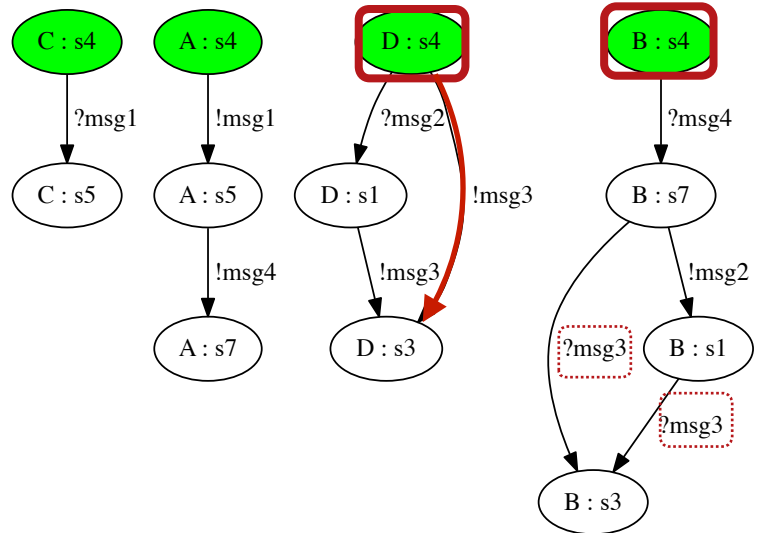 C : s4
A : s4
D : s4
B : s4
?msg1
!msg1
?msg2
?msg4
C : s5
A : s5
D : s1
!msg3
B : s7
!msg4
!msg3
!msg2
A : s7
D : s3
?msg3
B : s1
?msg3
B : s3